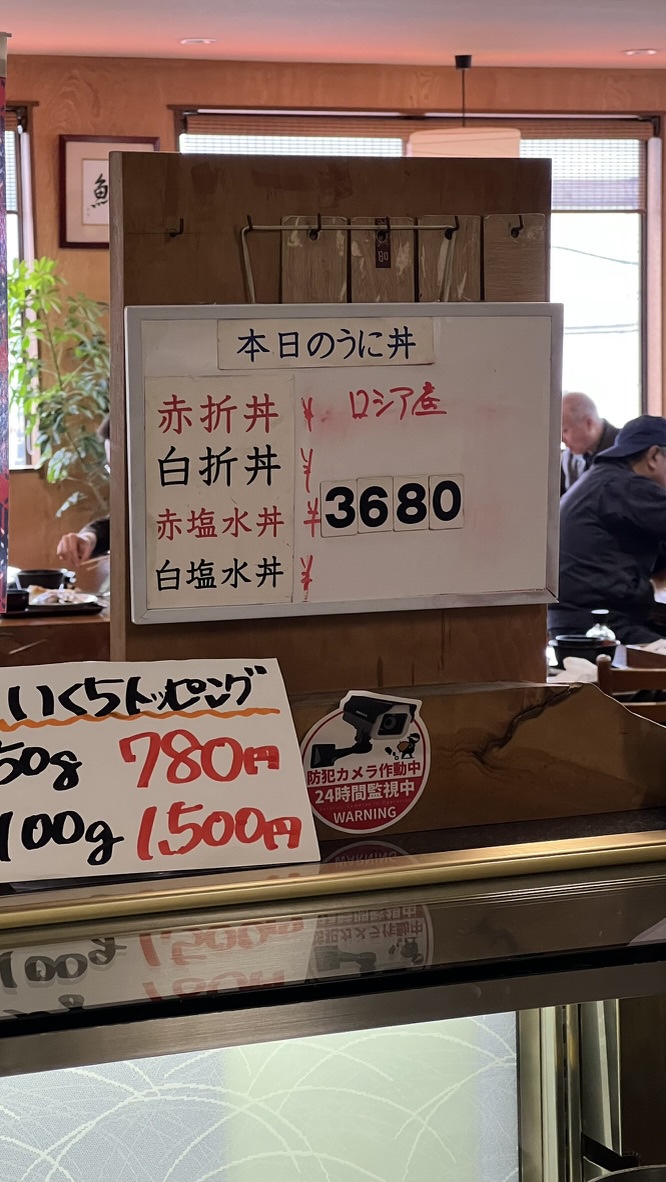 本日のうに丼
赤折丼 ¥ ロシア産
白折丼 ¥
赤塩水丼 ¥3680
白塩水丼 ¥
いくらトッピング
50g 780円
100g 1,500円
防犯カメラ作動中
24時間監視中
WARNING